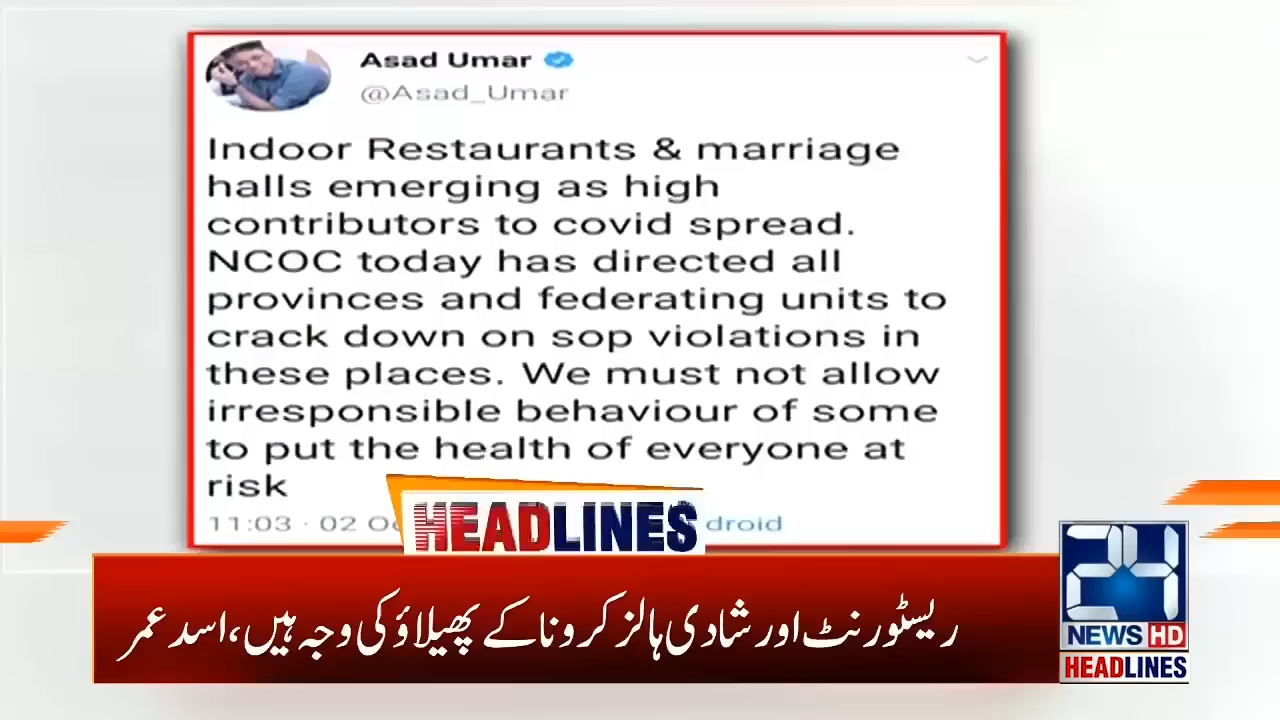 Asad Umar
@Asad_Umar
Indoor Restaurants & marriage
halls emerging as high
contributors to covid spread.
NCOC today has directed all
provinces and federating units to
crack down on sop violations in
these places. We must not allow
irresponsible behaviour of some
to put the health of everyone at
risk
11:03 · 02 droid
HEADLINES
ریسٹورنٹ اور شادی ہالز کرونا کے پھیلاؤ کی وجہ ہیں، اسد عمر
24
NEWS HD
HEADLINES